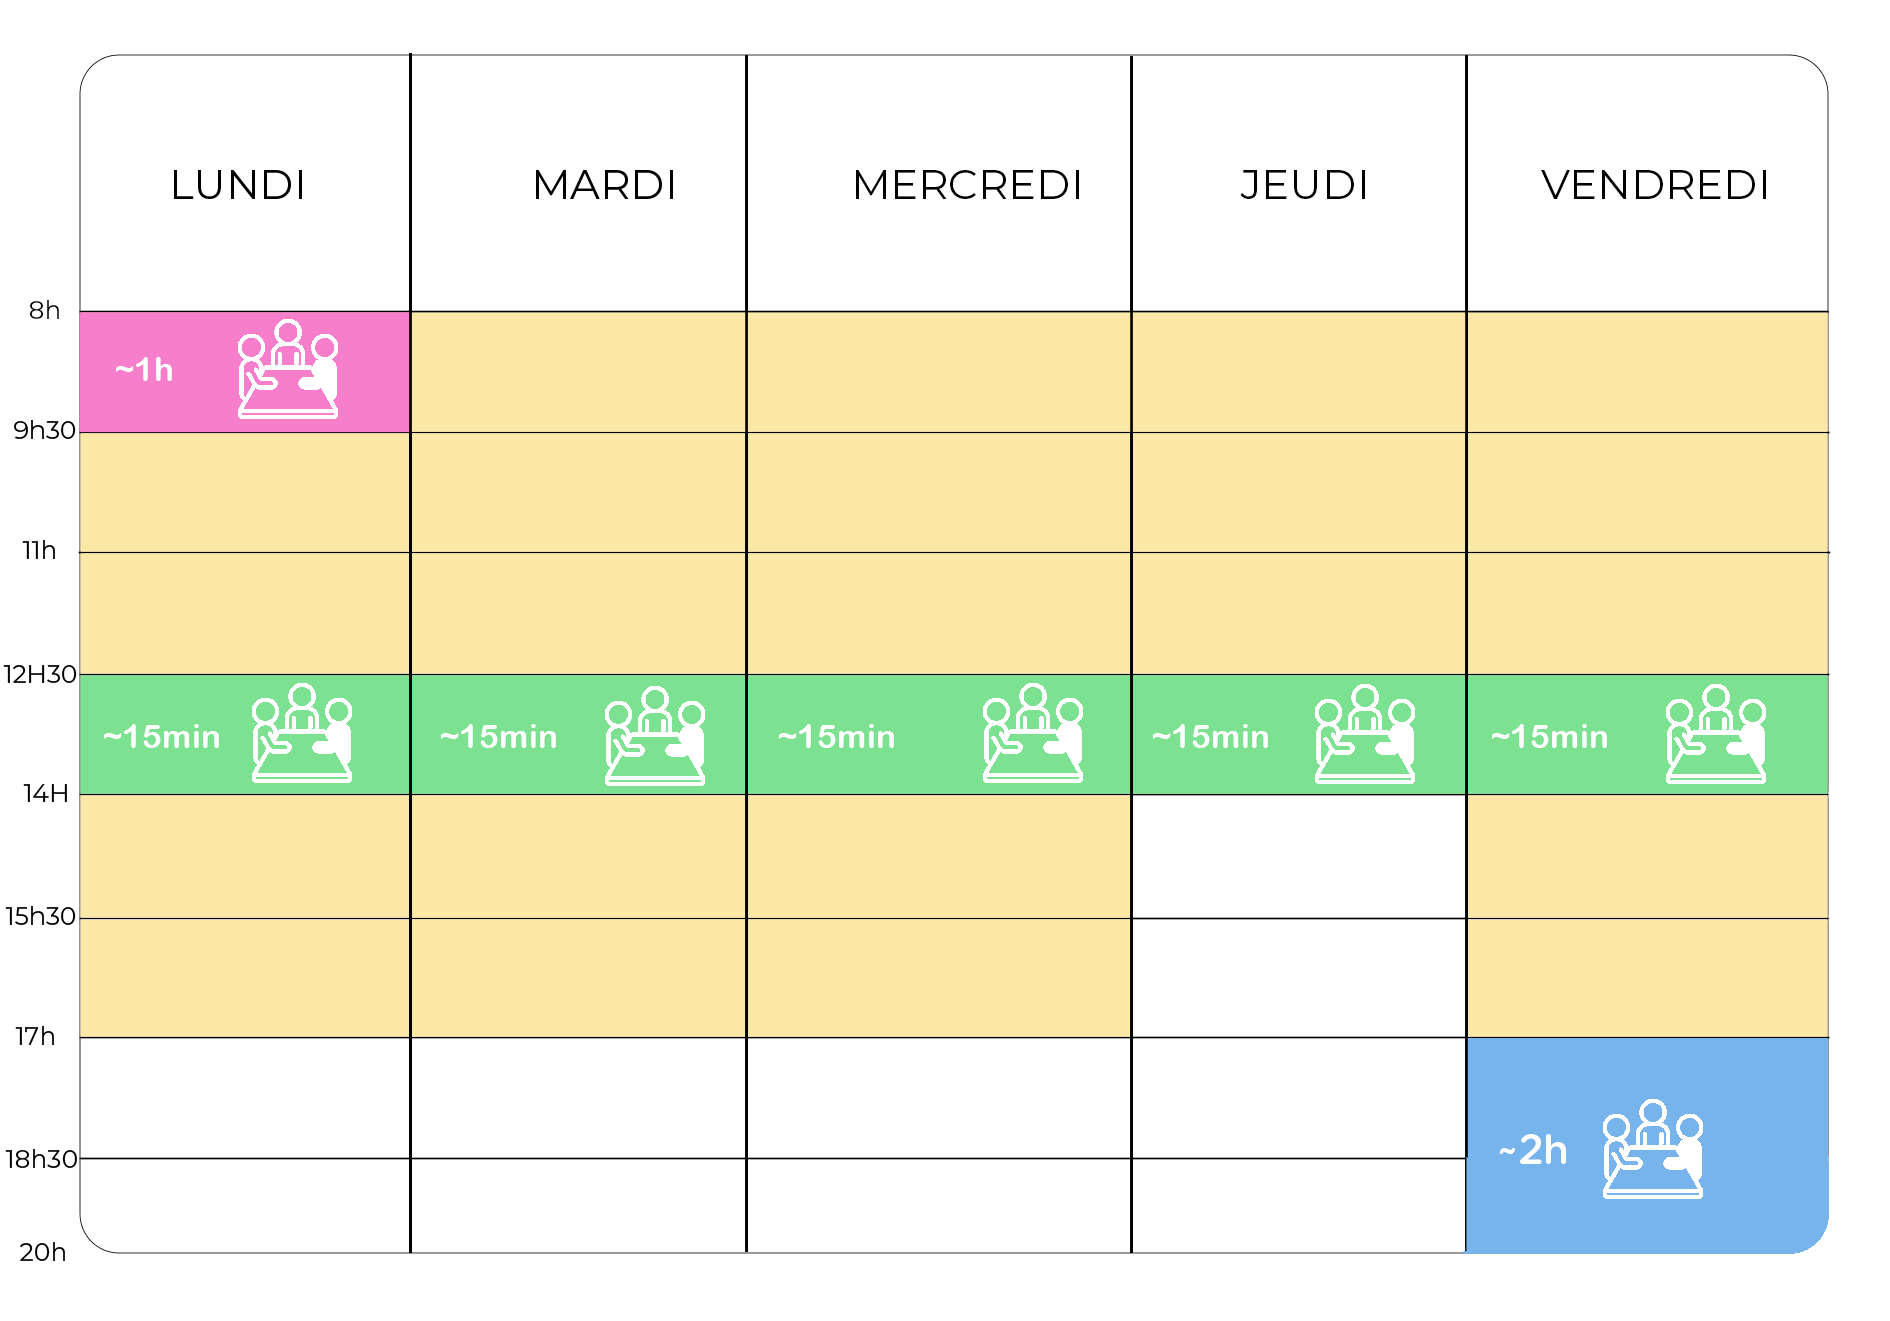 LUNDI MARDI MERCREDI JEUDI VENDREDI
8h
~1h
9h30
11h
12H30
~15min ~15min ~15min ~15min ~15min
14H
15h30
17h
~2h
18h30
20h